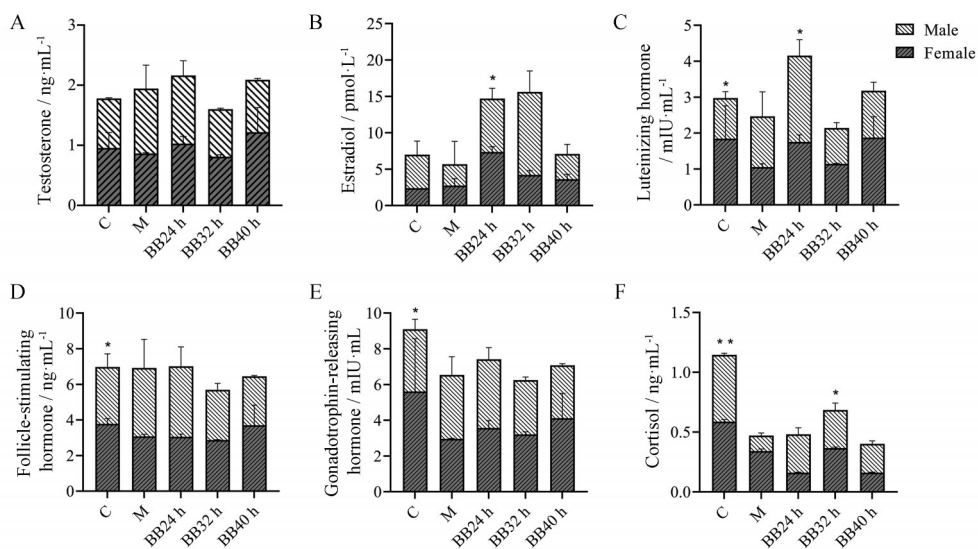 A
Testosterone / ng·mL⁻¹
3
2
1
0
C
M
BB24 h
BB32 h
BB40 h
B
Estradiol / pmol·L⁻¹
25
20
15
10
5
0
*
C
M
BB24 h
BB32 h
BB40 h
C
Luteinizing hormone
/ mIU·mL⁻¹
5
4
3
2
1
0
*
*
C
M
BB24 h
BB32 h
BB40 h
Male
Female
D
Follicle-stimulating
hormone / ng·mL⁻¹
10
8
6
4
2
0
*
C
M
BB24 h
BB32 h
BB40 h
E
Gonadotrophin-releasing
hormone / mIU·mL
10
8
6
4
2
0
*
C
M
BB24 h
BB32 h
BB40 h
F
Cortisol / ng·mL⁻¹
1.5
1.0
0.5
0.0
**
*
C
M
BB24 h
BB32 h
BB40 h